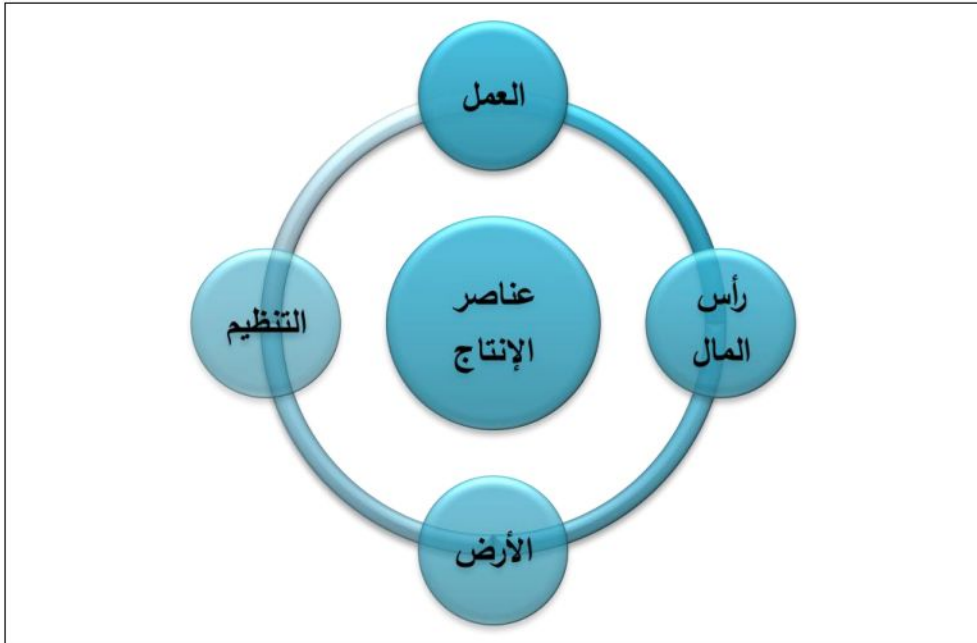 العمل
رأس
المال
عناصر
الإنتاج
التنظيم
الأرض